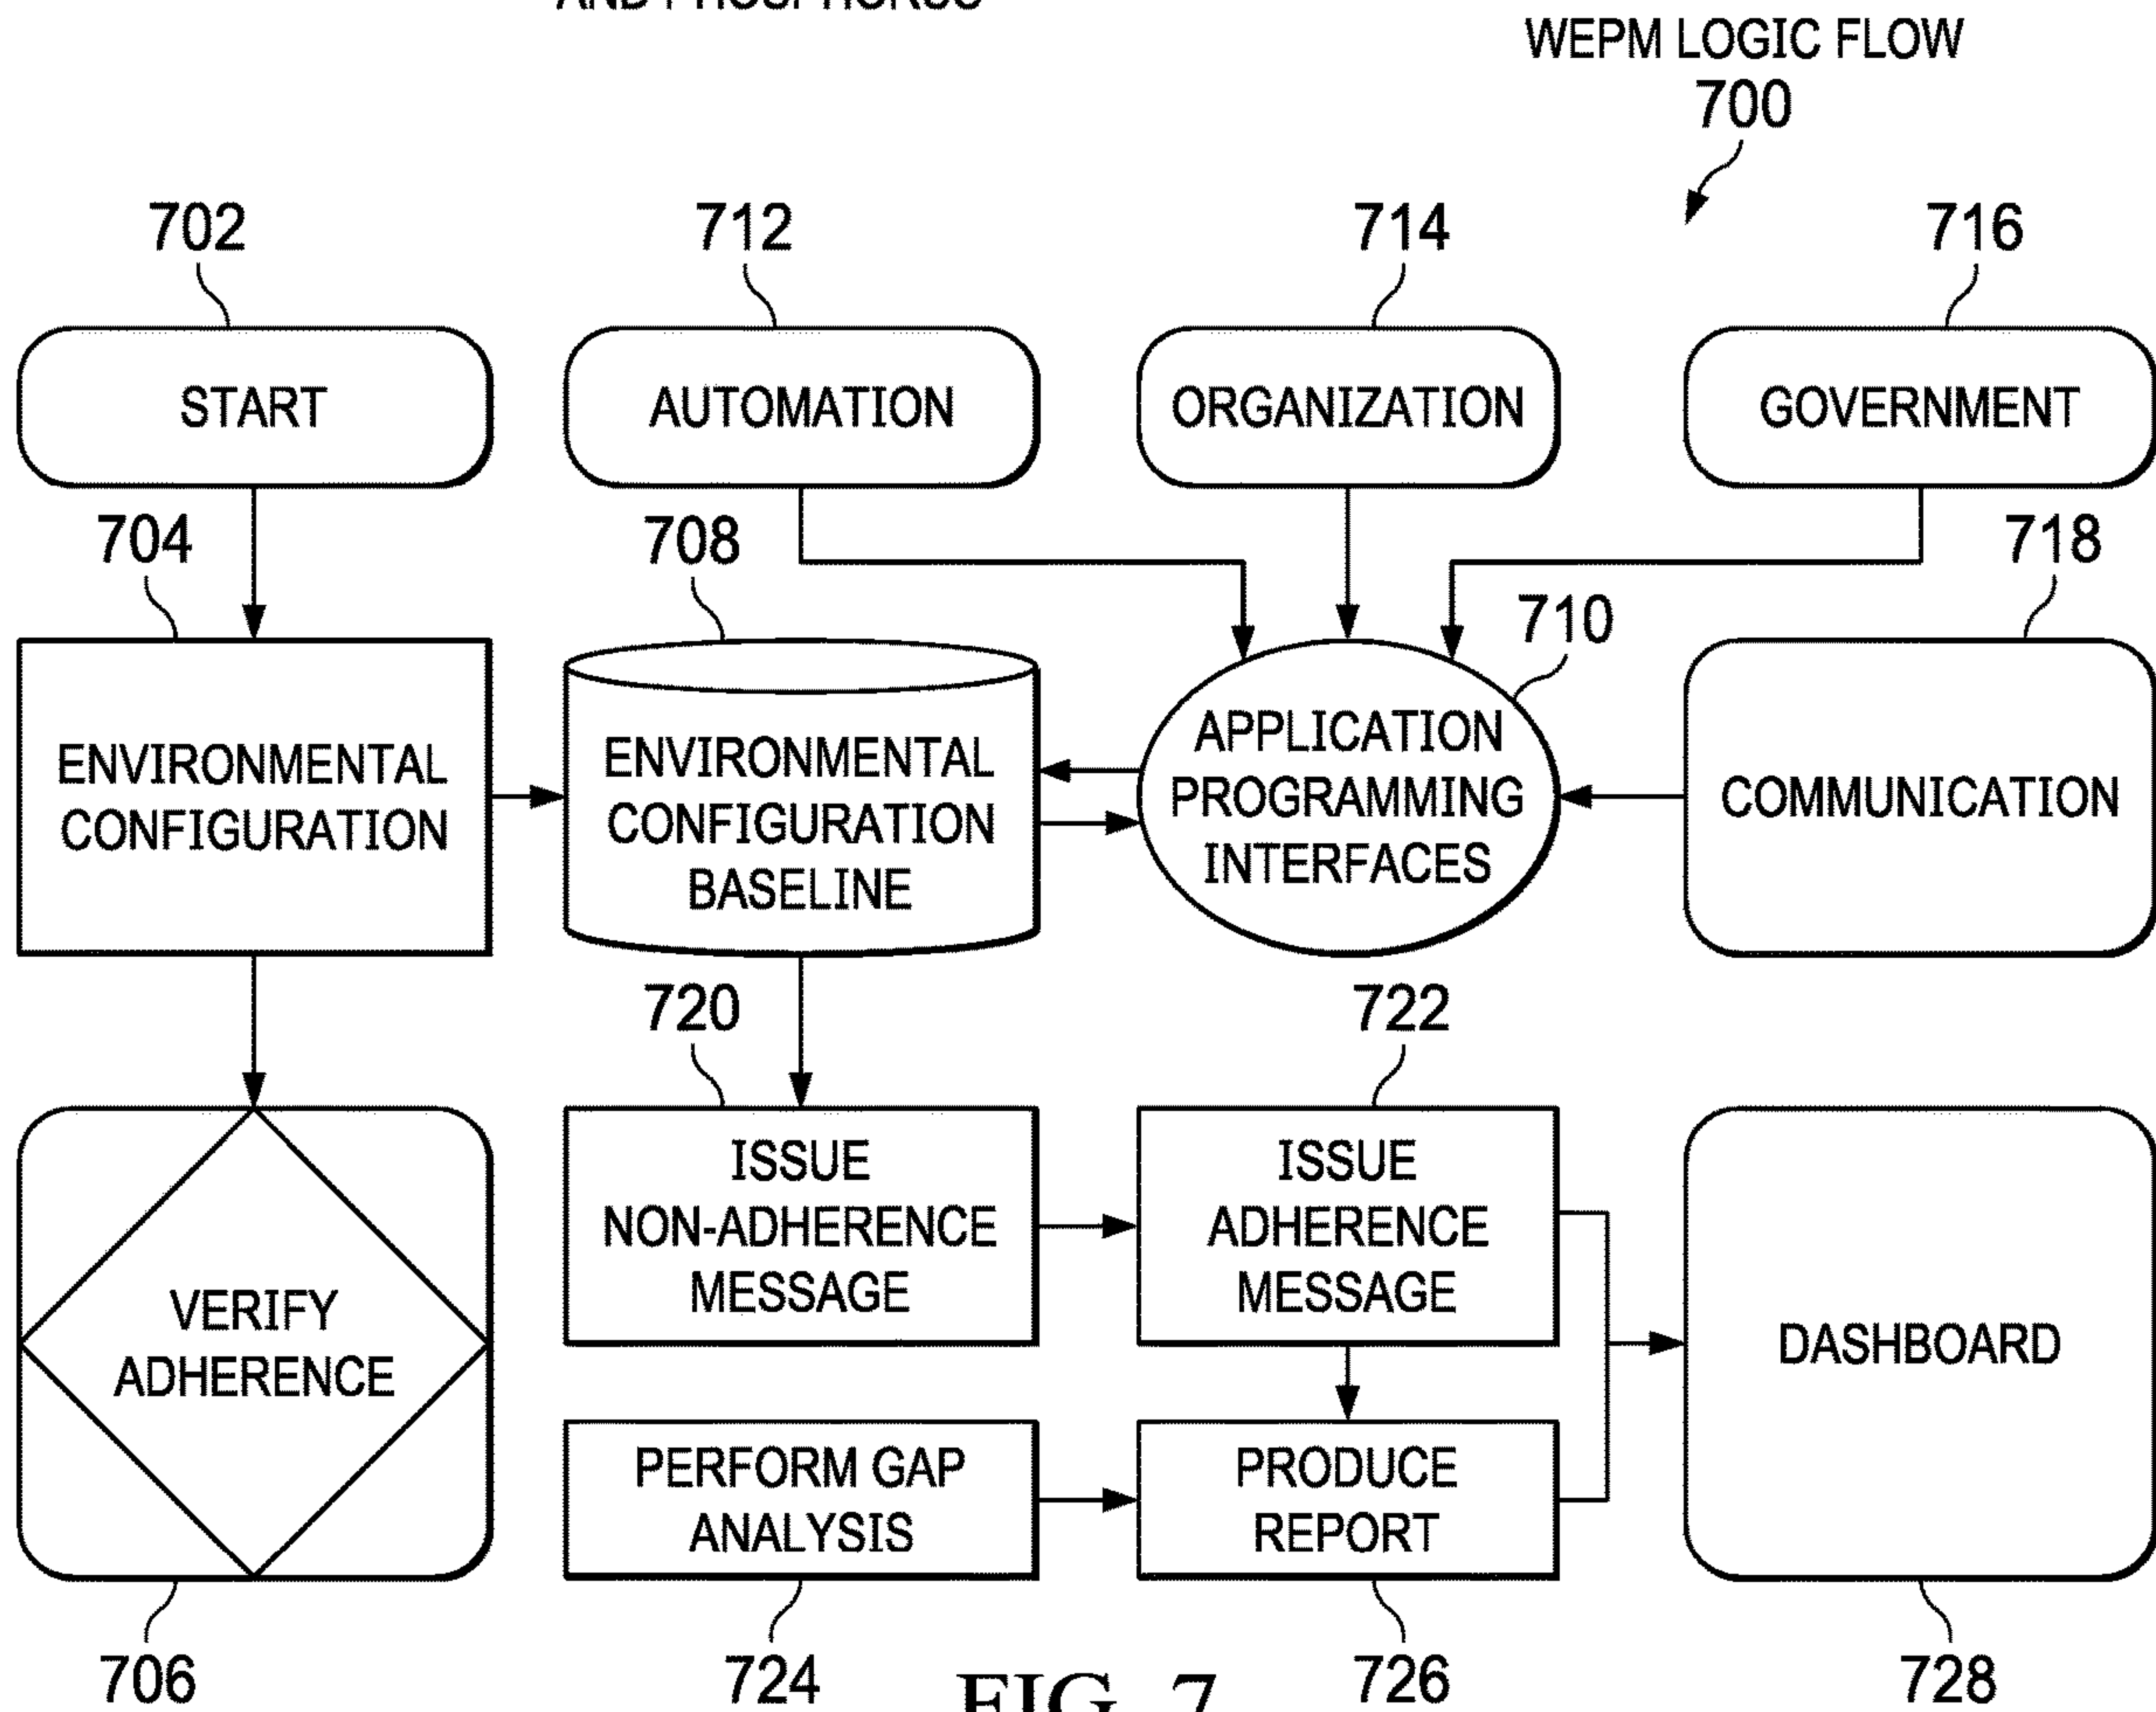 WEPM LOGIC FLOW
700
702
712
714
716
START
AUTOMATION
ORGANIZATION
GOVERNMENT
704
708
710
718
ENVIRONMENTAL
CONFIGURATION
ENVIRONMENTAL
CONFIGURATION
BASELINE
APPLICATION
PROGRAMMING
INTERFACES
COMMUNICATION
720
722
VERIFY
ADHERENCE
ISSUE
NON-ADHERENCE
MESSAGE
ISSUE
ADHERENCE
MESSAGE
DASHBOARD
PERFORM GAP
ANALYSIS
PRODUCE
REPORT
706
724
726
728
FIG. 7